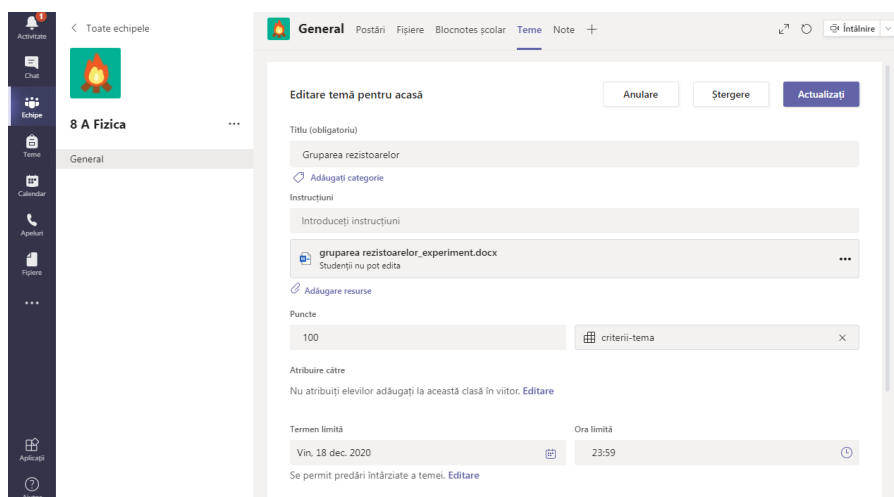 1
Activitate
Chat
Echipe
Teme
Calendar
Apeluri
Fișiere
Aplicații
Toate echipele
8 A Fizica
General
General Postări Fișiere Blocnotes școlar Teme Note
Întâlnire
Editare temă pentru acasă
Anulare
Ștergere
Actualizați
Titlu (obligatoriu)
Gruparea rezistoarelor
Adăugați categorie
Instrucțiuni
Introduceți instrucțiuni
gruparea rezistoarelor_experiment.docx
Studenții nu pot edita
Adăugare resurse
Puncte
100
criterii-tema
Atribuire către
Nu atribuiți elevilor adăugați la această clasă în viitor. Editare
Termen limită
Ora limită
Vin, 18 dec. 2020
23:59
Se permit predări întârziate a temei. Editare